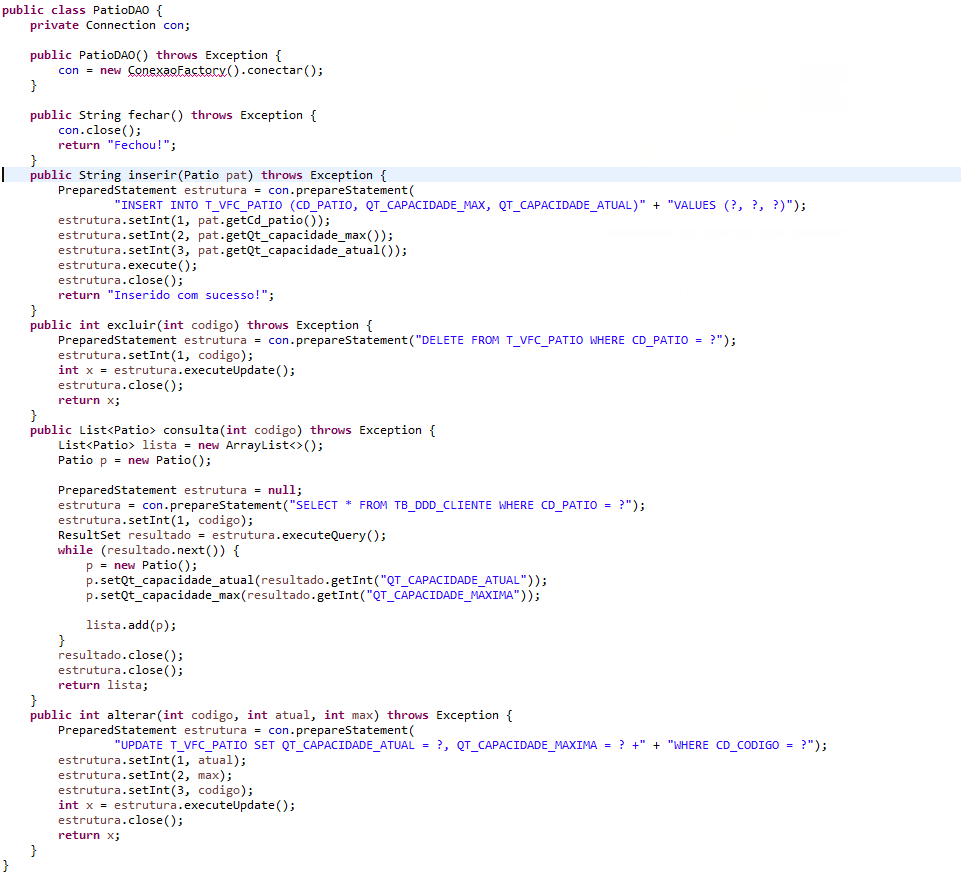 public class PatioDAO {
    private Connection con;

    public PatioDAO() throws Exception {
        con = new ConexaoFactory().conectar();
    }

    public String fechar() throws Exception {
        con.close();
        return "Fechou!";
    }
    public String inserir(Patio pat) throws Exception {
        PreparedStatement estrutura = con.prepareStatement(
                "INSERT INTO T_VFC_PATIO (CD_PATIO, QT_CAPACIDADE_MAX, QT_CAPACIDADE_ATUAL)" + "VALUES (?, ?, ?)");
        estrutura.setInt(1, pat.getCd_patio());
        estrutura.setInt(2, pat.getQt_capacidade_max());
        estrutura.setInt(3, pat.getQt_capacidade_atual());
        estrutura.execute();
        estrutura.close();
        return "Inserido com sucesso!";
    }
    public int excluir(int codigo) throws Exception {
        PreparedStatement estrutura = con.prepareStatement("DELETE FROM T_VFC_PATIO WHERE CD_PATIO = ?");
        estrutura.setInt(1, codigo);
        int x = estrutura.executeUpdate();
        estrutura.close();
        return x;
    }
    public List<Patio> consulta(int codigo) throws Exception {
        List<Patio> lista = new ArrayList<>();
        Patio p = new Patio();

        PreparedStatement estrutura = null;
        estrutura = con.prepareStatement("SELECT * FROM TB_DDD_CLIENTE WHERE CD_PATIO = ?");
        estrutura.setInt(1, codigo);
        ResultSet resultado = estrutura.executeQuery();
        while (resultado.next()) {
            p = new Patio();
            p.setQt_capacidade_atual(resultado.getInt("QT_CAPACIDADE_ATUAL"));
            p.setQt_capacidade_max(resultado.getInt("QT_CAPACIDADE_MAXIMA"));

            lista.add(p);
        }
        resultado.close();
        estrutura.close();
        return lista;
    }
    public int alterar(int codigo, int atual, int max) throws Exception {
        PreparedStatement estrutura = con.prepareStatement(
                "UPDATE T_VFC_PATIO SET QT_CAPACIDADE_ATUAL = ?, QT_CAPACIDADE_MAXIMA = ? +" + "WHERE CD_CODIGO = ?");
        estrutura.setInt(1, atual);
        estrutura.setInt(2, max);
        estrutura.setInt(3, codigo);
        int x = estrutura.executeUpdate();
        estrutura.close();
        return x;
    }
}